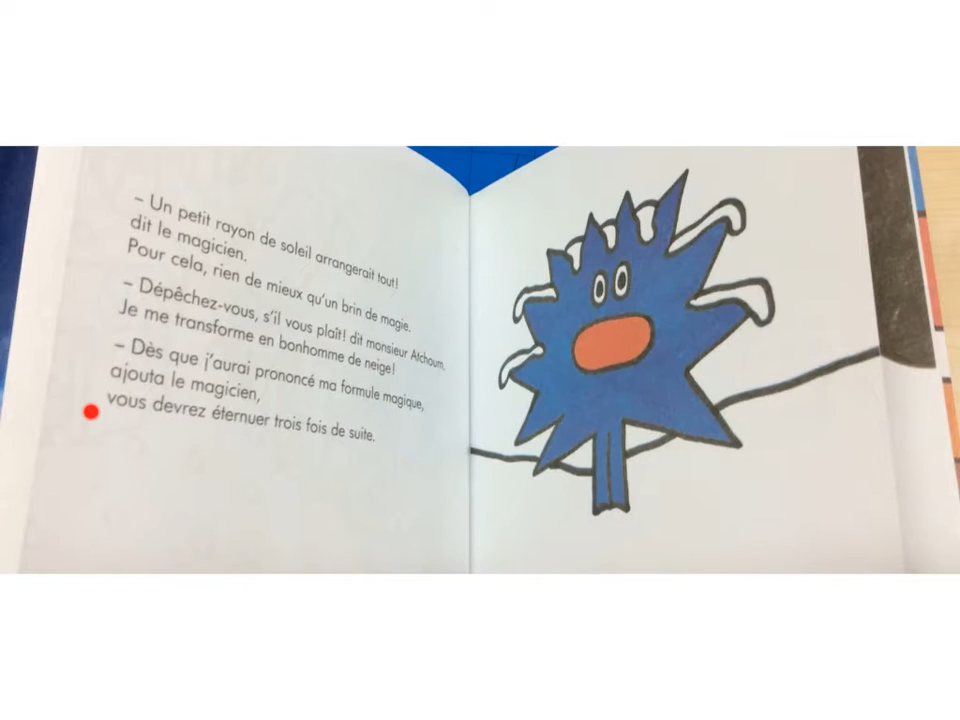 – Un petit rayon de soleil arrangerait tout!
dit le magicien.
Pour cela, rien de mieux qu'un brin de magie.
– Dépêchez-vous, s'il vous plaît! dit monsieur Atchoum.
Je me transforme en bonhomme de neige!
– Dès que j'aurai prononcé ma formule magique,
ajouta le magicien,
vous devrez éternuer trois fois de suite.